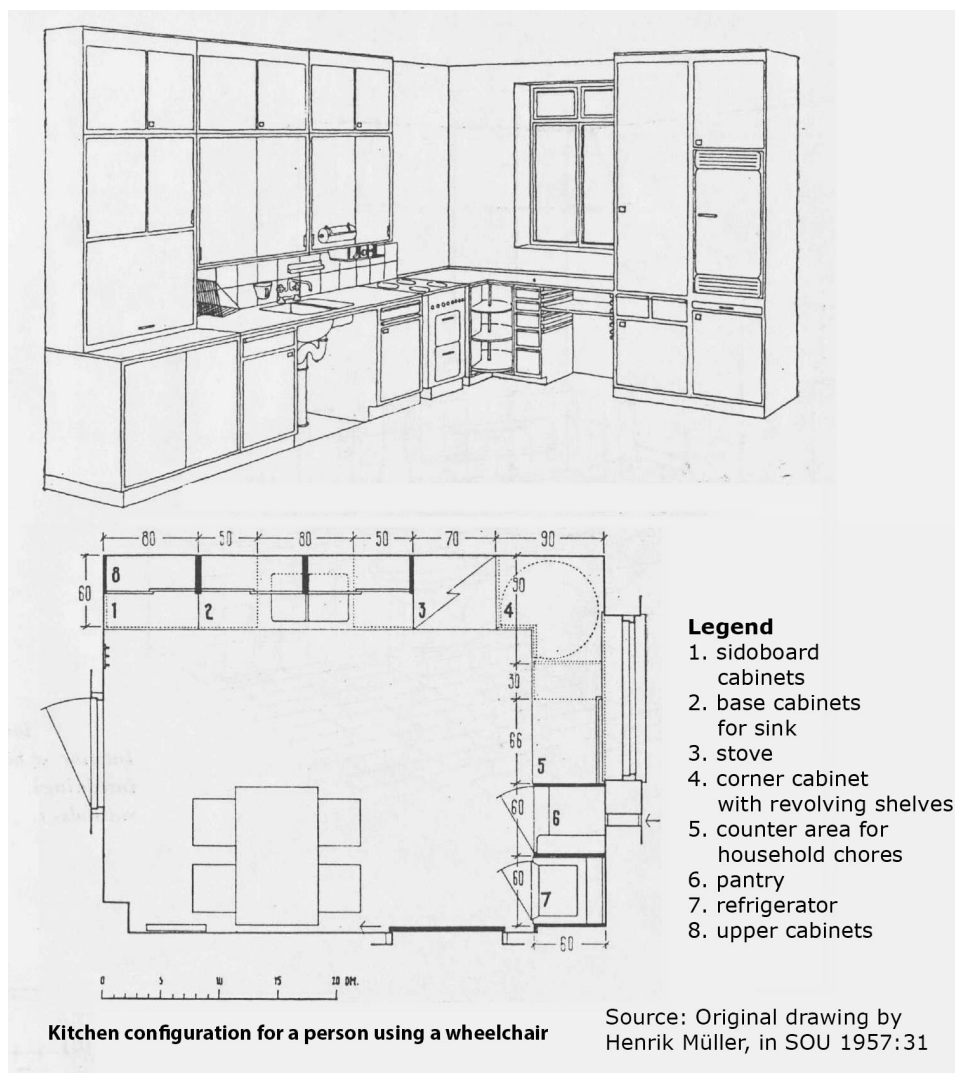 80 50 80 50 70 90
60
8
1 2 3 4
90
30
66
5
60
6
60
7
60
0 5 10 15 20 DM.
Legend
1. sidoboard
cabinets
2. base cabinets
for sink
3. stove
4. corner cabinet
with revolving shelves
5. counter area for
household chores
6. pantry
7. refrigerator
8. upper cabinets
Kitchen configuration for a person using a wheelchair
Source: Original drawing by
Henrik Müller, in SOU 1957:31